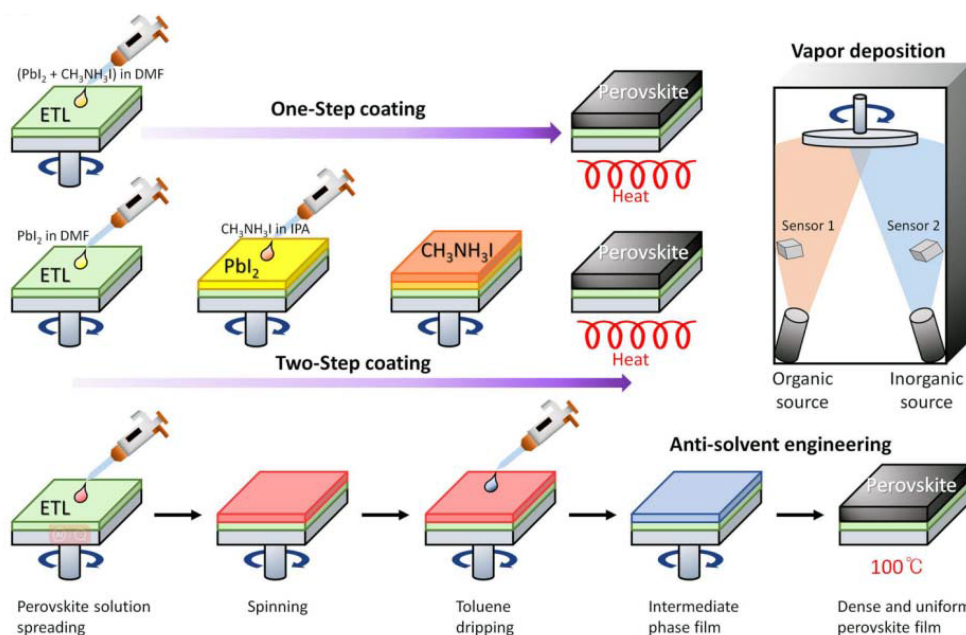 (PbI₂ + CH₃NH₃I) in DMF
ETL
One-Step coating
Perovskite
Heat
Vapor deposition
Sensor 1
Sensor 2
Organic
source
Inorganic
source
PbI₂ in DMF
ETL
CH₃NH₃I in IPA
PbI₂
CH₃NH₃I
Perovskite
Heat
Two-Step coating
Anti-solvent engineering
ETL
Perovskite
100℃
Perovskite solution
spreading
Spinning
Toluene
dripping
Intermediate
phase film
Dense and uniform
perovskite film